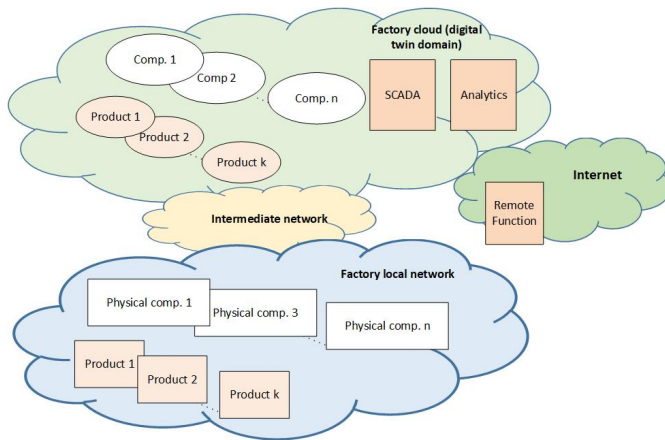 Factory cloud (digital
twin domain)
Comp. 1
Comp 2
Comp. n
SCADA
Analytics
Product 1
Product 2
Product k
Internet
Remote
Function
Intermediate network
Factory local network
Physical comp. 1
Physical comp. 3
Physical comp. n
Product 1
Product 2
Product k